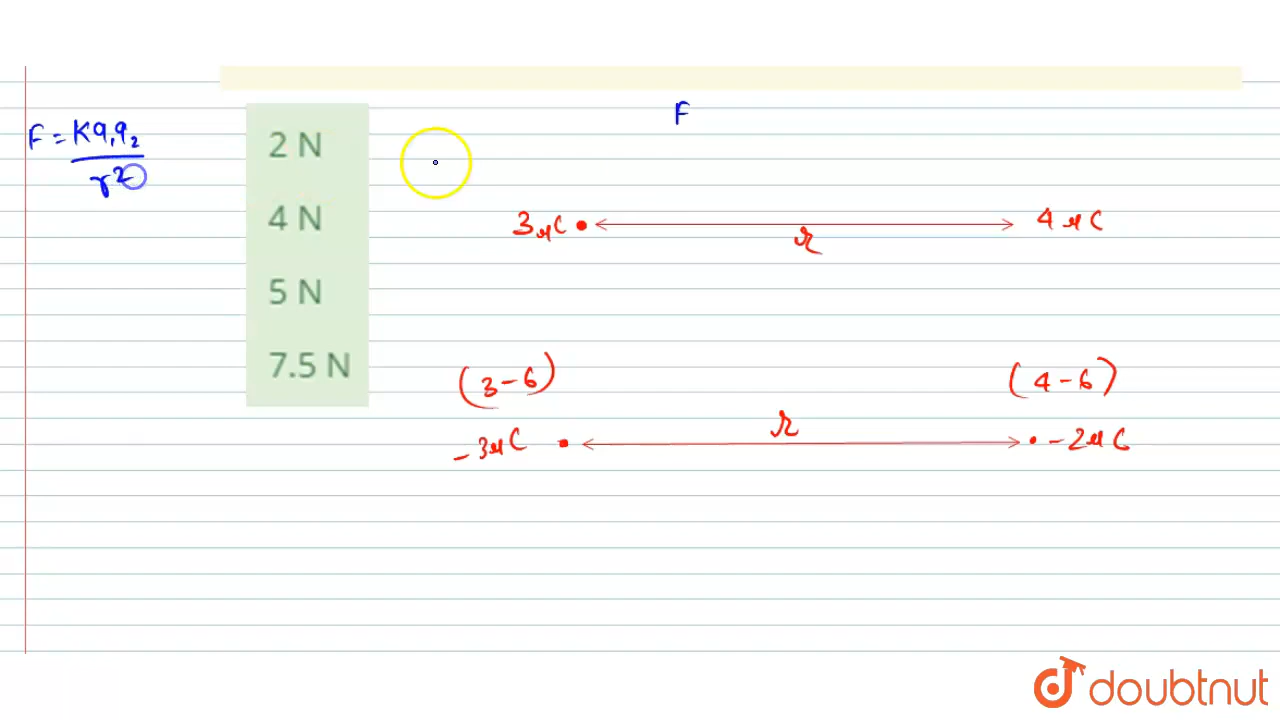 F
F = Kq₁q₂
r²
2 N
4 N
5 N
7.5 N
3μC r 4μC
(3-6) (4-6)
-3μC r -2μC
doubtnut